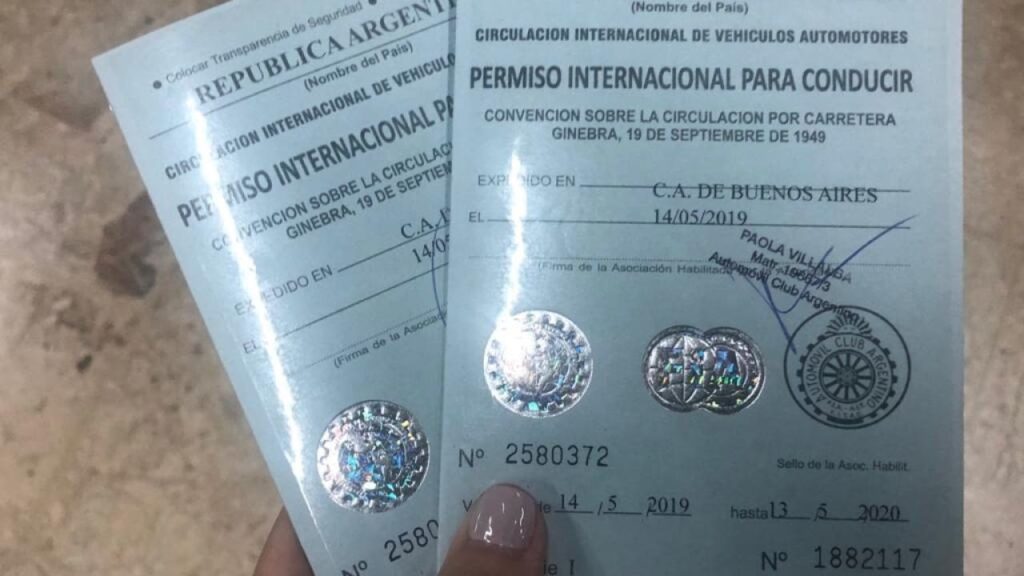 • Colocar Transparencia de Seguridad •
REPUBLICA ARGENT
(Nombre del País)
CIRCULACION INTERNACIONAL DE VEHICULO
PERMISO INTERNACIONAL PA
CONVENCION SOBRE LA CIRCULAC
GINEBRA, 19 DE SEPTIEM
EXPEDIDO EN C.A.
EL 14/05
(Firma de la Asociac
Nº 2580
(Nombre del País)
CIRCULACION INTERNACIONAL DE VEHICULOS AUTOMOTORES
PERMISO INTERNACIONAL PARA CONDUCIR
CONVENCION SOBRE LA CIRCULACION POR CARRETERA
GINEBRA, 19 DE SEPTIEMBRE DE 1949
EXPEDIDO EN C.A. DE BUENOS AIRES
EL 14/05/2019
PAOLA VILLALBA
(Firma de la Asociación Habilitada
Automóvil Club Argentino
AUTOMOVIL CLUB ARGENTINO
Nº 2580372
Sello de la Asoc. Habilit.
de 14 / 5 / 2019 hasta 13 / 5 / 2020
Nº 1882117